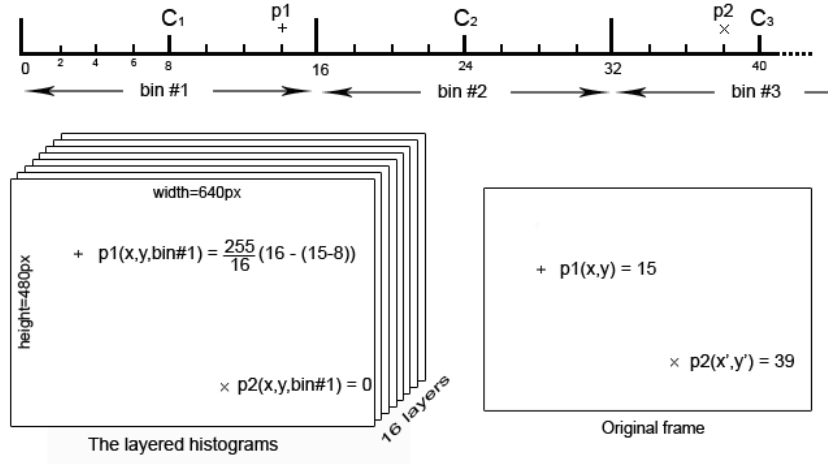 C1 p1 C2 p2 C3
0 2 4 6 8 16 24 32 40
bin #1 bin #2 bin #3
width=640px
height=480px
+ p1(x,y,bin#1) = 255/16 (16 - (15-8))
× p2(x,y,bin#1) = 0
16 layers
The layered histograms
+ p1(x,y) = 15
× p2(x',y') = 39
Original frame